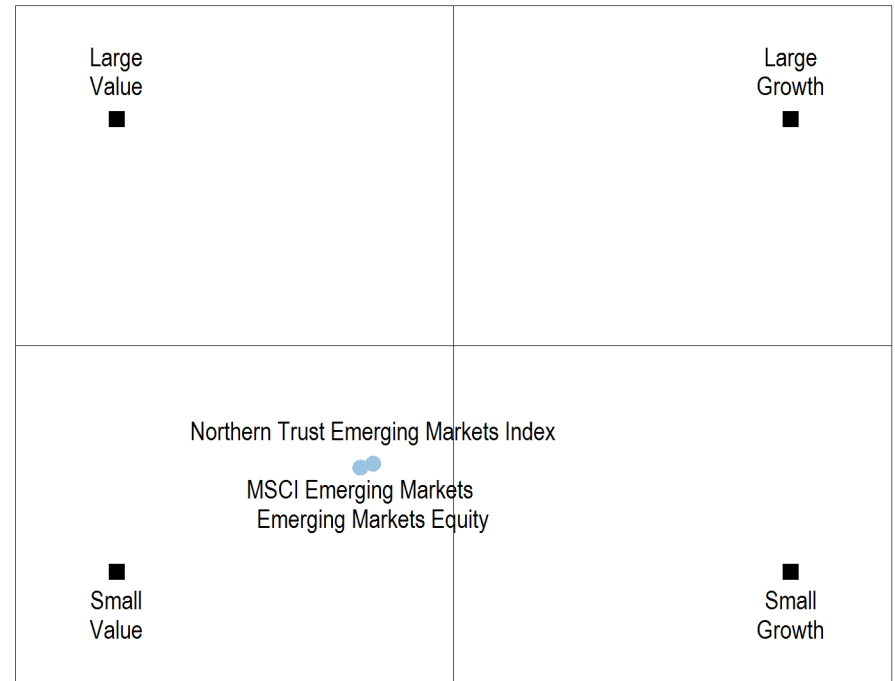 Large
Value
Large
Growth
Northern Trust Emerging Markets Index
MSCI Emerging Markets
Emerging Markets Equity
Small
Value
Small
Growth